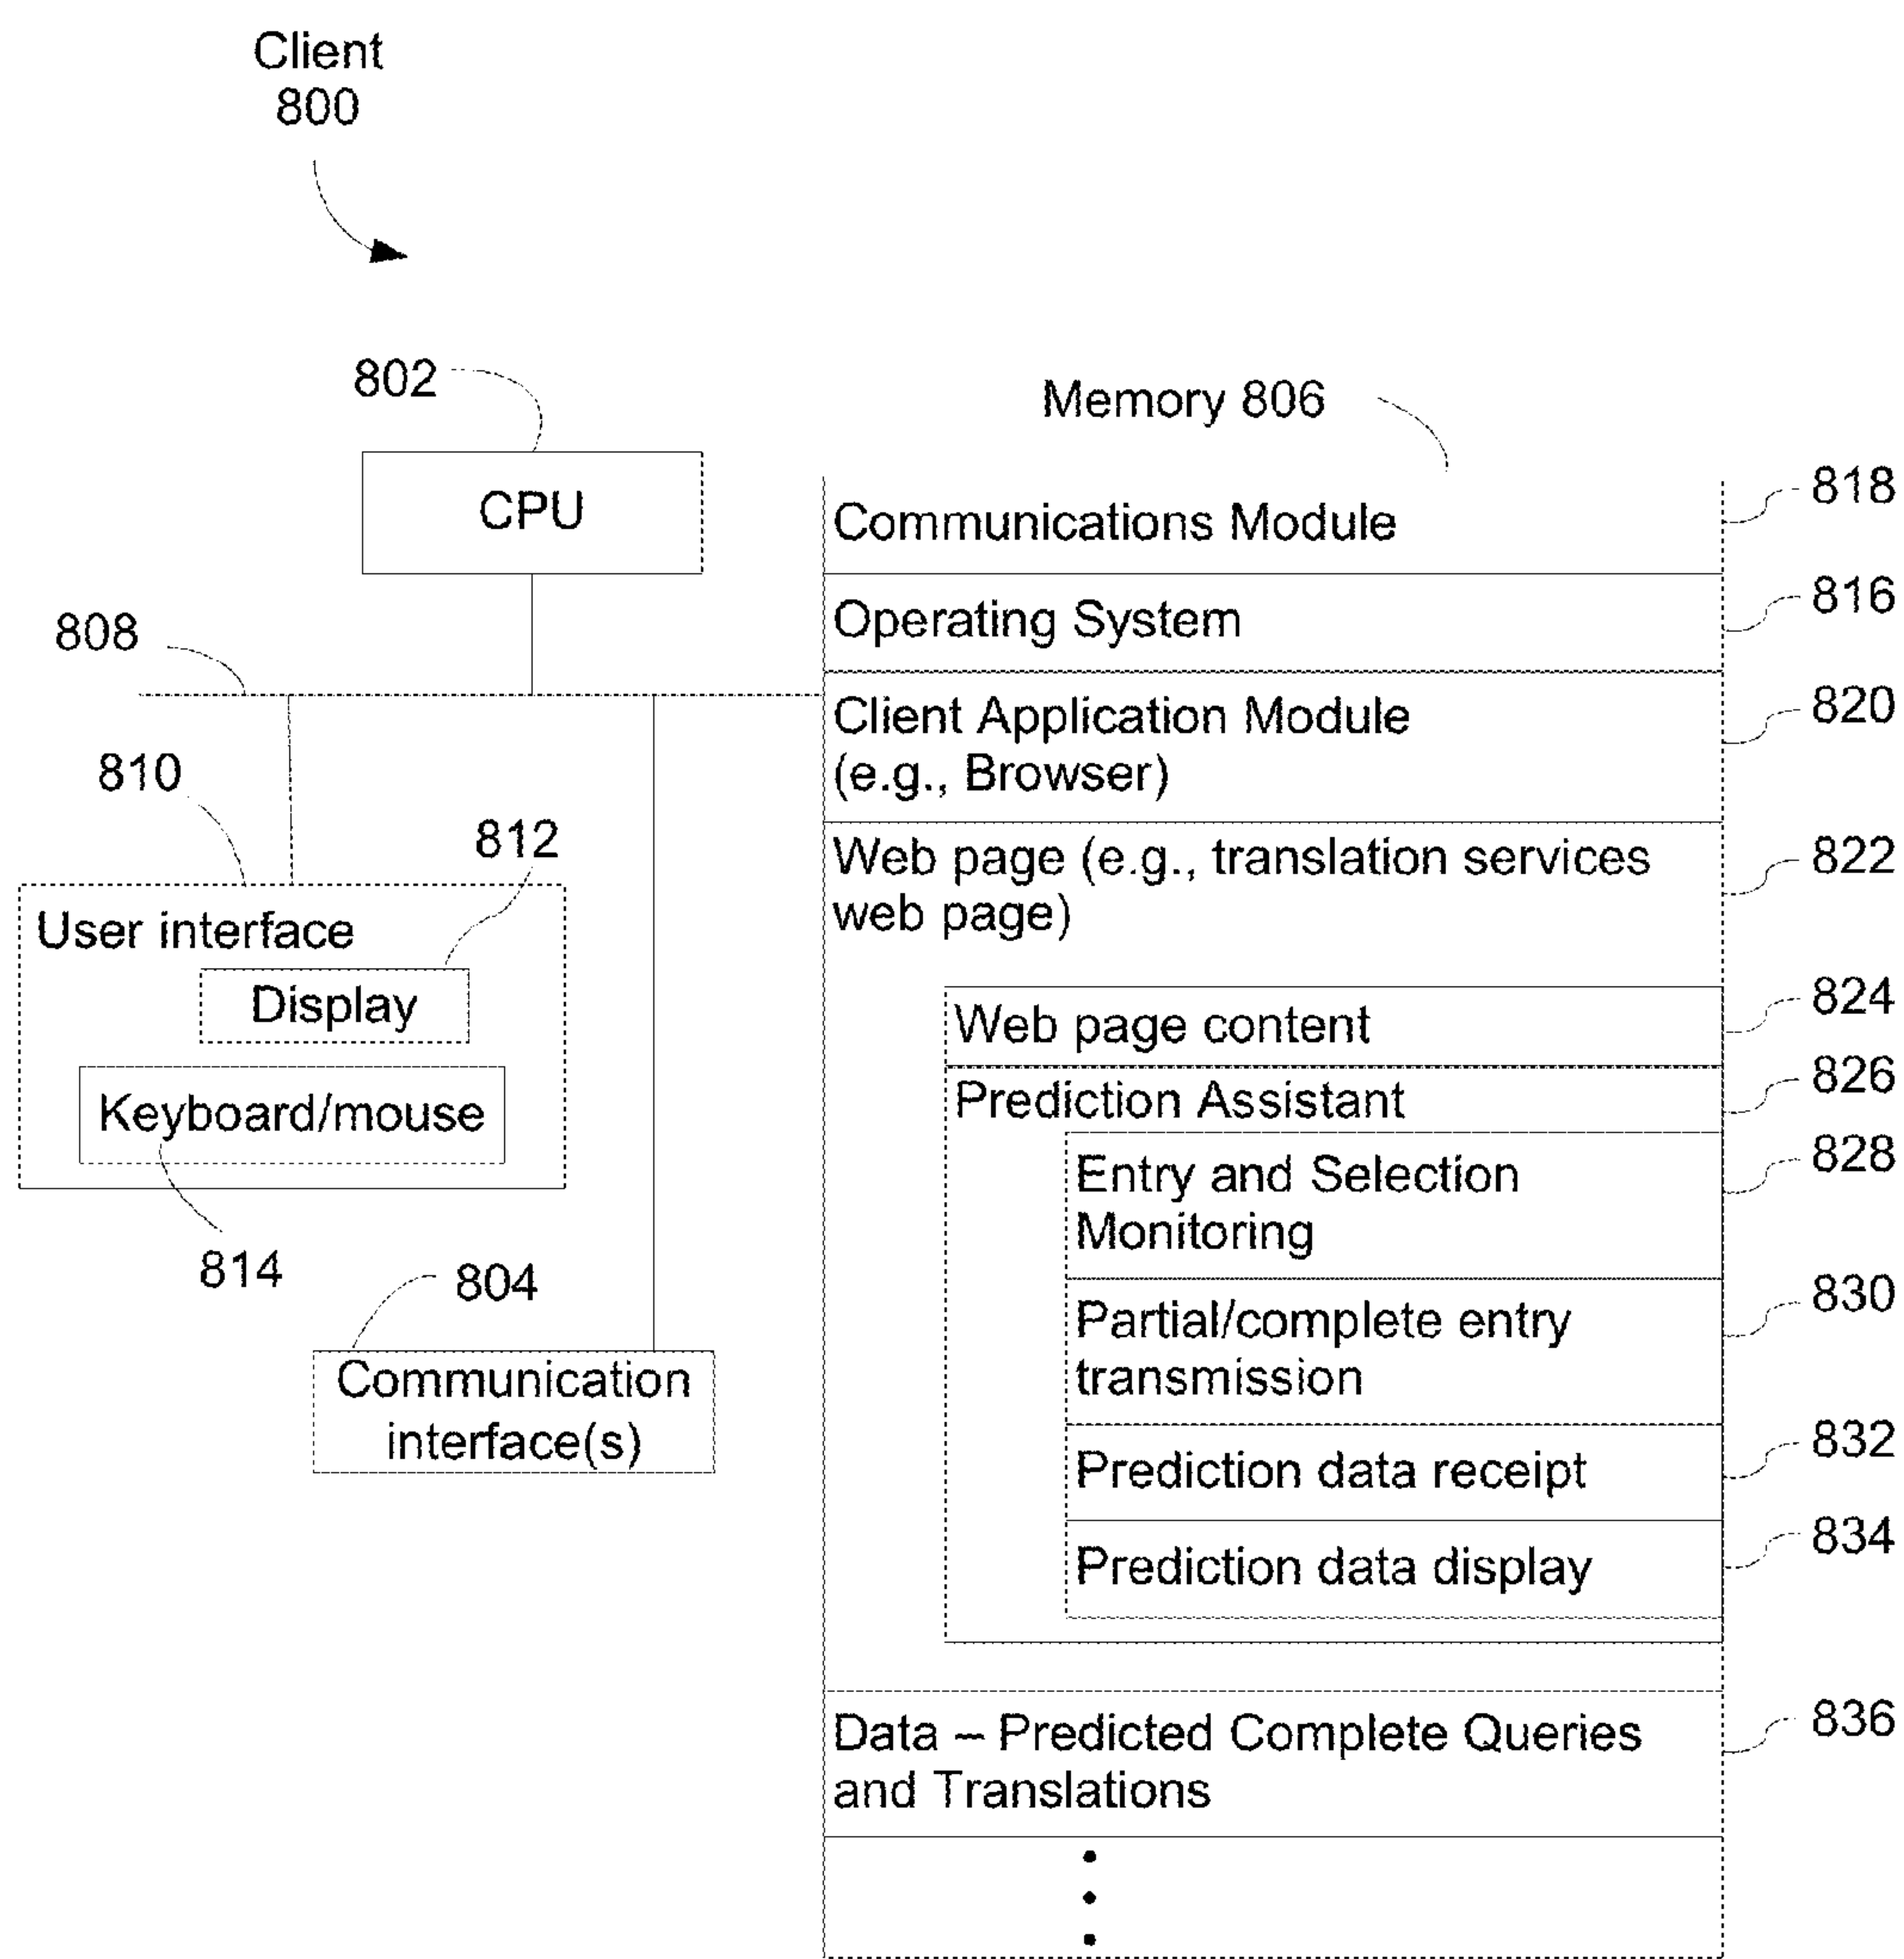 Client
800
802
CPU
808
810
812
User interface
Display
Keyboard/mouse
814
804
Communication
interface(s)
Memory 806
Communications Module
818
Operating System
816
Client Application Module
(e.g., Browser)
820
Web page (e.g., translation services
web page)
822
Web page content
824
Prediction Assistant
826
Entry and Selection
Monitoring
828
Partial/complete entry
transmission
830
Prediction data receipt
832
Prediction data display
834
Data – Predicted Complete Queries
and Translations
836